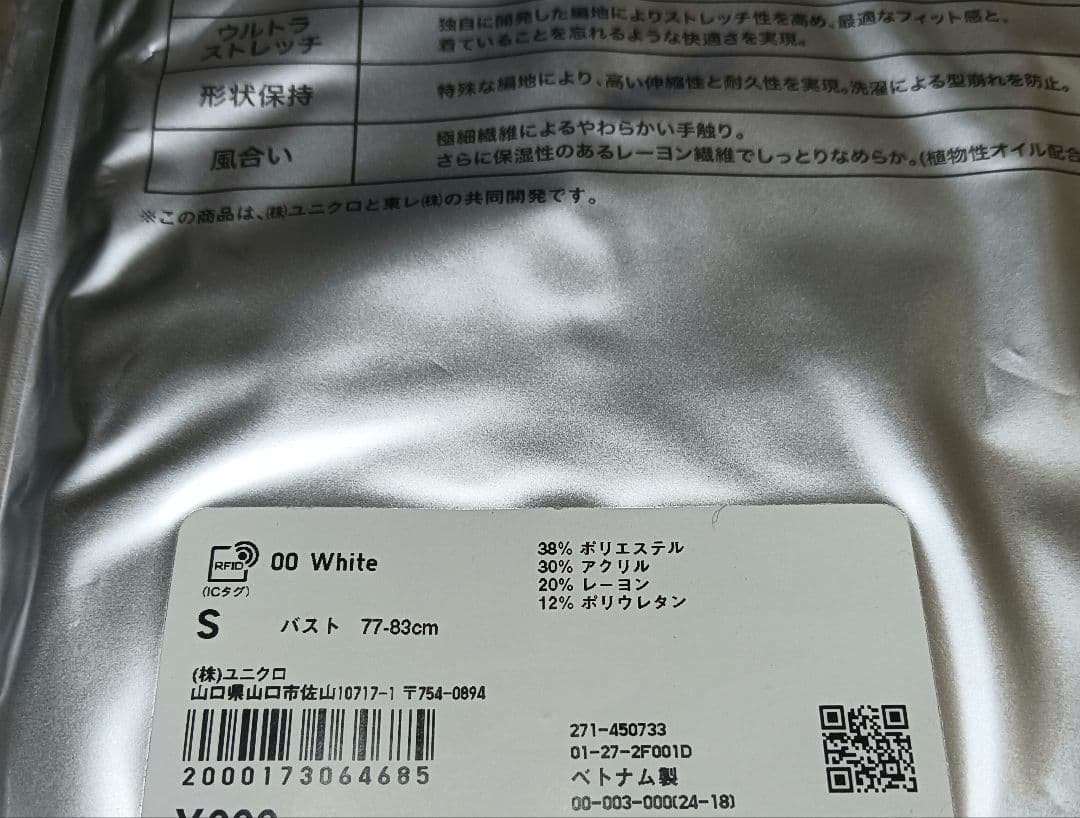 ウルトラ
ストレッチ
独自に開発した編地によりストレッチ性を高め、最適なフィット感と、
着ていることを忘れるような快適さを実現。
形状保持
特殊な編地により、高い伸縮性と耐久性を実現。洗濯による型崩れを防止。
風合い
極細繊維によるやわらかい手触り。
さらに保湿性のあるレーヨン繊維でしっとりなめらか。(植物性オイル配合
※この商品は、(株)ユニクロと東レ(株)の共同開発です。
RFID
(ICタグ)
00 White
S
バスト 77-83cm
38% ポリエステル
30% アクリル
20% レーヨン
12% ポリウレタン
(株)ユニクロ
山口県山口市佐山10717-1 〒754-0894
2000173064685
271-450733
01-27-2F001D
ベトナム製
00-003-000(24-18)